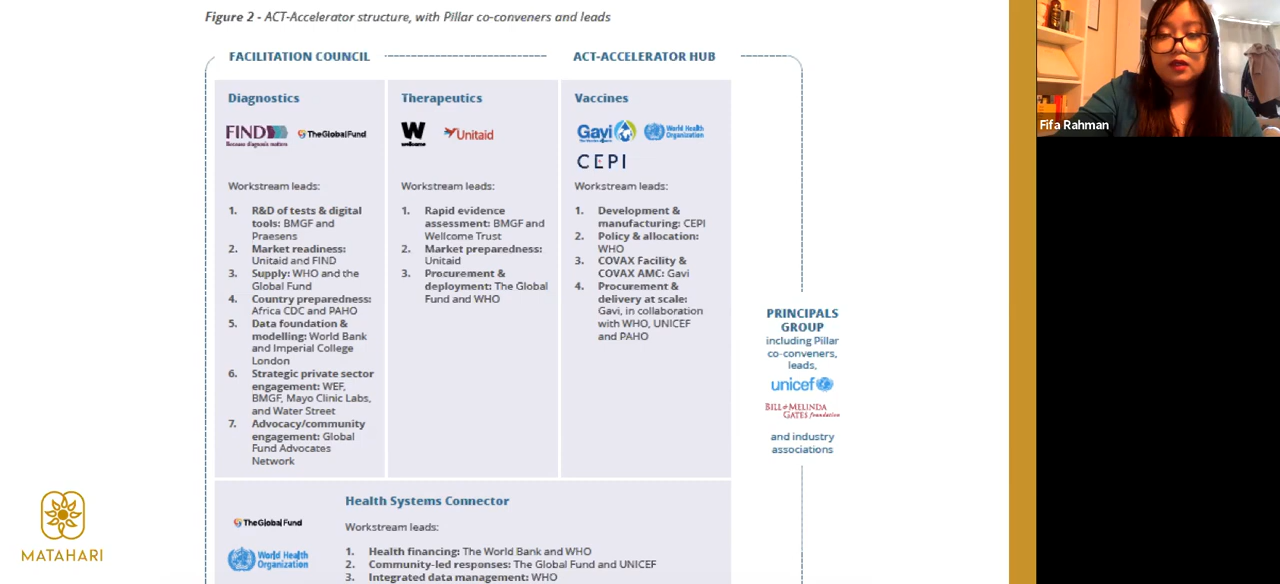 Figure 2 - ACT-Accelerator structure, with Pillar co-conveners and leads
FACILITATION COUNCIL
ACT-ACCELERATOR HUB
Diagnostics
FIND
Because diagnosis matters
TheGlobalFund
Workstream leads:
1. R&D of tests & digital
tools: BMGF and
Praesens
2. Market readiness:
Unitaid and FIND
3. Supply: WHO and the
Global Fund
4. Country preparedness:
Africa CDC and PAHO
5. Data foundation &
modelling: World Bank
and Imperial College
London
6. Strategic private sector
engagement: WEF,
BMGF, Mayo Clinic Labs,
and Water Street
7. Advocacy/community
engagement: Global
Fund Advocates
Network
Therapeutics
W
wellcome
Unitaid
Workstream leads:
1. Rapid evidence
assessment: BMGF and
Wellcome Trust
2. Market preparedness:
Unitaid
3. Procurement &
deployment: The Global
Fund and WHO
Vaccines
Gavi
World Health
Organization
CEPI
Workstream leads:
1. Development &
manufacturing: CEPI
2. Policy & allocation:
WHO
3. COVAX Facility &
COVAX AMC: Gavi
4. Procurement &
delivery at scale:
Gavi, in collaboration
with WHO, UNICEF
and PAHO
PRINCIPALS
GROUP
including Pillar
co-conveners,
leads,
unicef
BILL & MELINDA
GATES foundation
and industry
associations
Health Systems Connector
TheGlobalFund
World Health
Organization
Workstream leads:
1. Health financing: The World Bank and WHO
2. Community-led responses: The Global Fund and UNICEF
3. Integrated data management: WHO
MATAHARI
Fifa Rahman